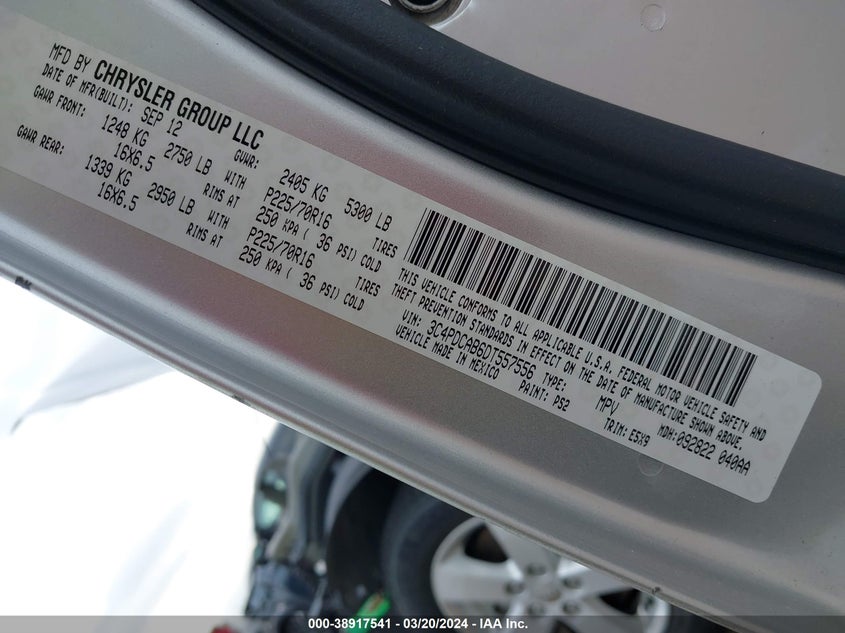 MFD BY CHRYSLER GROUP LLC
DATE OF MFR(BUILT): SEP 12 GVWR: 2405 KG 5300 LB
GAWR FRONT: 1248 KG 2750 LB WITH P225/70R16 TIRES
16X6.5 RIMS AT 250 KPA ( 36 PSI) COLD
GAWR REAR: 1339 KG 2950 LB WITH P225/70R16 TIRES
16X6.5 RIMS AT 250 KPA ( 36 PSI) COLD
THIS VEHICLE CONFORMS TO ALL APPLICABLE U.S.A. FEDERAL MOTOR VEHICLE SAFETY AND
THEFT PREVENTION STANDARDS IN EFFECT ON THE DATE OF MANUFACTURE SHOWN ABOVE.
VIN: 3C4PDCAB6DT557556 TYPE: MPV MDH:092822 040AA
VEHICLE MADE IN MEXICO PAINT: PS2 TRIM: E5X9
000-38917541 - 03/20/2024 - IAA Inc.